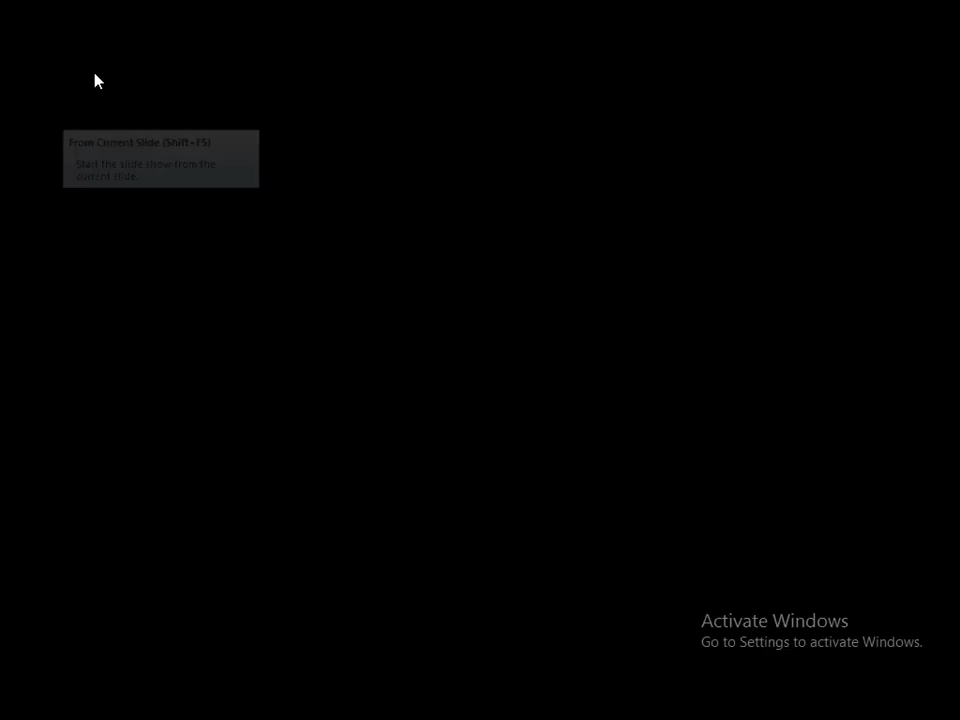 From Current Slide (Shift+F5)
Start the slide show from the
current slide.
Activate Windows
Go to Settings to activate Windows.